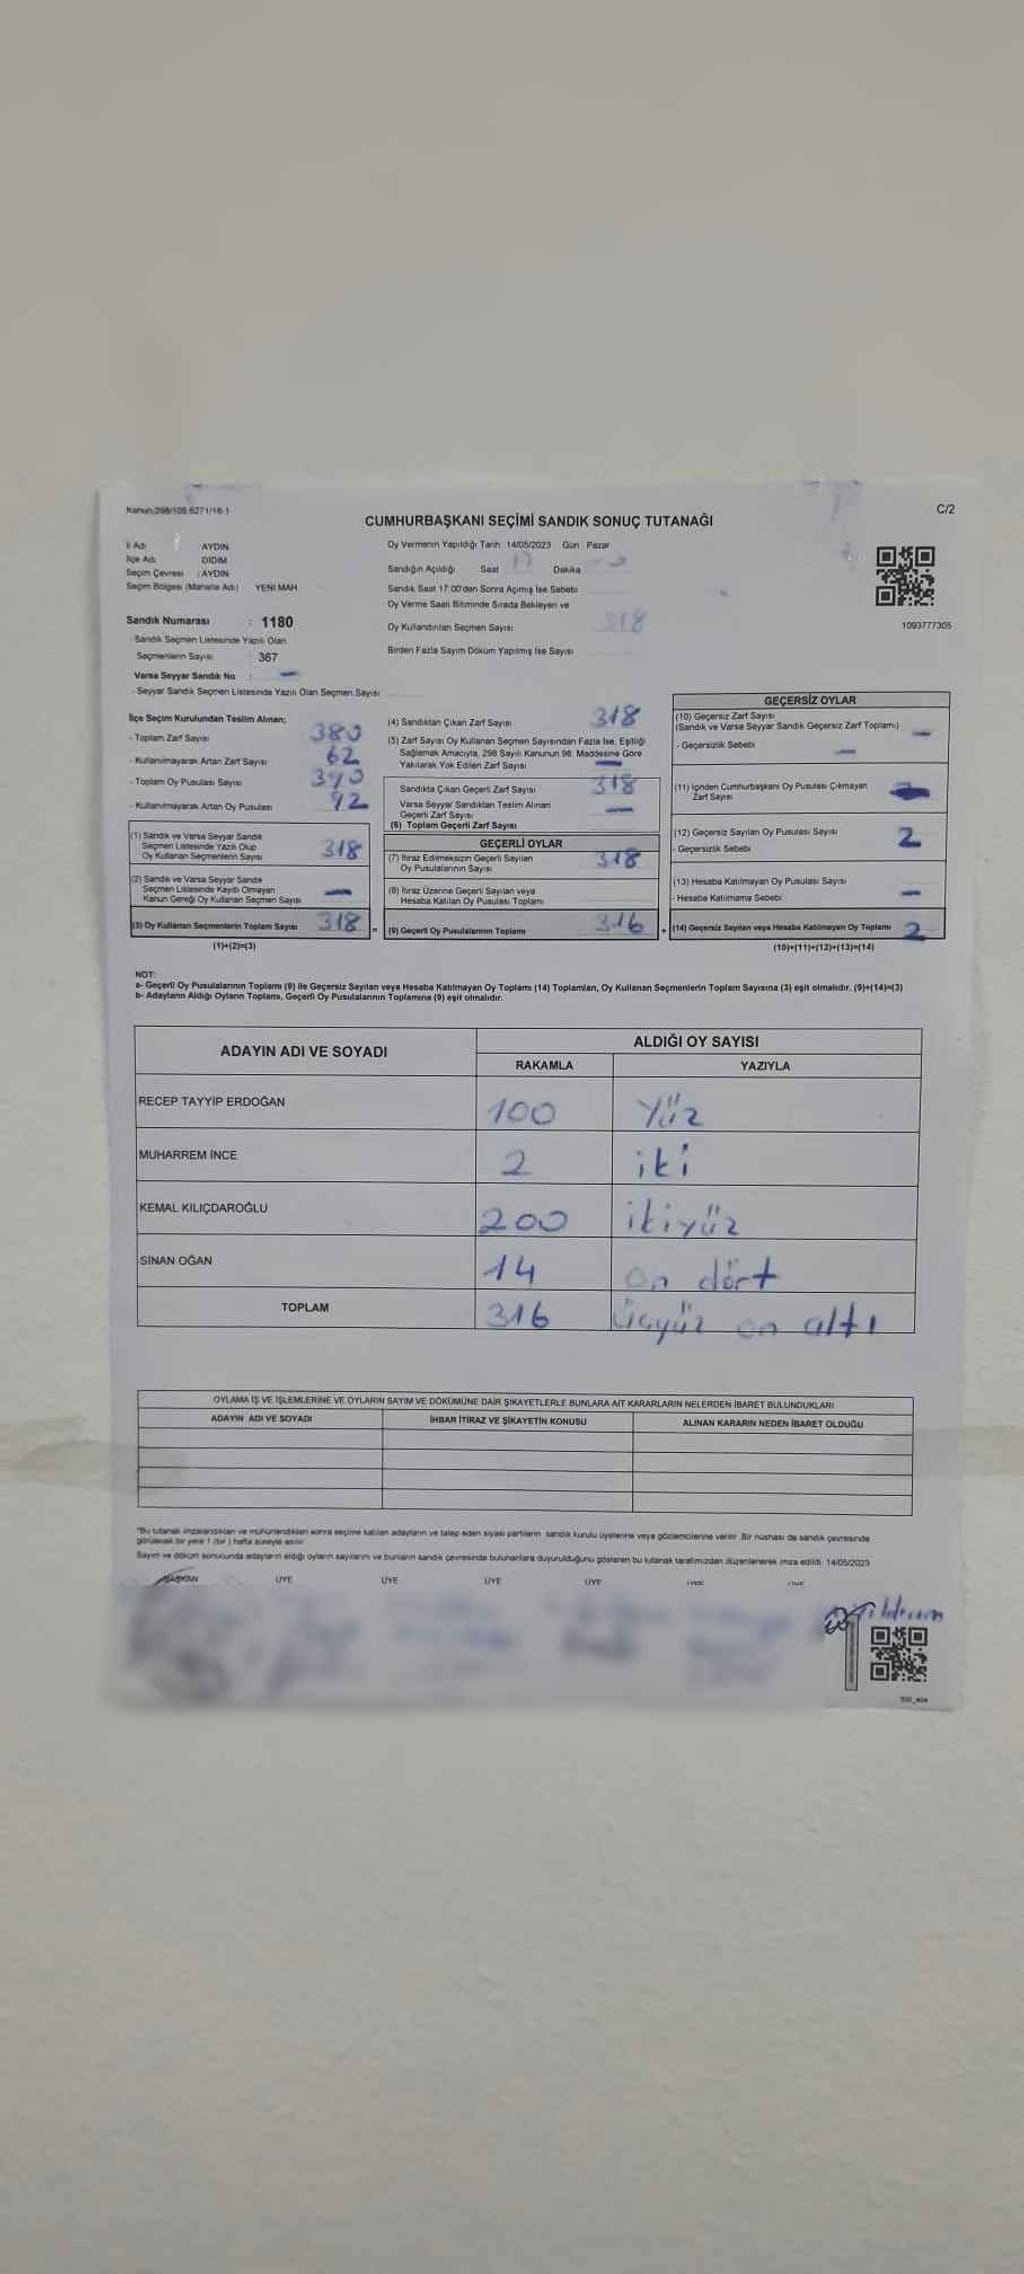 Kanun:298/105.6271/16-1
C/2
CUMHURBAŞKANI SEÇİMİ SANDIK SONUÇ TUTANAĞI
İl Adı : AYDIN
İlçe Adı : DİDİM
Seçim Çevresi : AYDIN
Seçim Bölgesi (Mahalle Adı) YENİ MAH
Sandık Numarası : 1180
- Sandık Seçmen Listesinde Yazılı Olan
Seçmenlerin Sayısı : 367
- Varsa Seyyar Sandık No : —
- Seyyar Sandık Seçmen Listesinde Yazılı Olan Seçmen Sayısı
Oy Vermenin Yapıldığı Tarih: 14/05/2023 Gün : Pazar
Sandığın Açıldığı Saat 17 Dakika :
Sandık Saat 17:00'den Sonra Açımış İse Sebebi
Oy Verme Saati Bitiminde Sırada Bekleyen ve
Oy Kullandırılan Seçmen Sayısı 318
Birden Fazla Sayım Döküm Yapılmış İse Sayısı
1093777305
İlçe Seçim Kurulundan Teslim Alınan;
- Toplam Zarf Sayısı 380
- Kullanılmayarak Artan Zarf Sayısı 62
- Toplam Oy Pusulası Sayısı 390
- Kullanılmayarak Artan Oy Pusulası 92
(1) Sandık ve Varsa Seyyar Sandık
Seçmen Listesinde Yazılı Olup
Oy Kullanan Seçmenlerin Sayısı 318
(2) Sandık ve Varsa Seyyar Sandık
Seçmen Listesinde Kayıtlı Olmayan
Kanun Gereği Oy Kullanan Seçmen Sayısı —
(3) Oy Kullanan Seçmenlerin Toplam Sayısı 318 =
(1)+(2)=(3)
(4) Sandıktan Çıkan Zarf Sayısı 318
(5) Zarf Sayısı Oy Kullanan Seçmen Sayısından Fazla İse, Eşitliği
Sağlamak Amacıyla, 298 Sayılı Kanunun 98. Maddesine Göre
Yakılarak Yok Edilen Zarf Sayısı —
Sandıkta Çıkan Geçerli Zarf Sayısı 318
Varsa Seyyar Sandıktan Teslim Alınan
Geçerli Zarf Sayısı —
(6) Toplam Geçerli Zarf Sayısı
GEÇERLİ OYLAR
(7) İtiraz Edilmeksizin Geçerli Sayılan
Oy Pusulalarının Sayısı 318
(8) İtiraz Üzerine Geçerli Sayılan veya
Hesaba Katılan Oy Pusulası Toplamı
(9) Geçerli Oy Pusulalarının Toplamı 316 +
GEÇERSİZ OYLAR
(10) Geçersiz Zarf Sayısı
(Sandık ve Varsa Seyyar Sandık Geçersiz Zarf Toplamı) —
- Geçersizlik Sebebi —
(11) İçinden Cumhurbaşkanı Oy Pusulası Çıkmayan
Zarf Sayısı
(12) Geçersiz Sayılan Oy Pusulası Sayısı 2
- Geçersizlik Sebebi
(13) Hesaba Katılmayan Oy Pusulası Sayısı —
- Hesaba Katılmama Sebebi
(14) Geçersiz Sayılan veya Hesaba Katılmayan Oy Toplamı 2
(10)+(11)+(12)+(13)=(14)
NOT:
a- Geçerli Oy Pusulalarının Toplamı (9) ile Geçersiz Sayılan veya Hesaba Katılmayan Oy Toplamı (14) Toplamları, Oy Kullanan Seçmenlerin Toplam Sayısına (3) eşit olmalıdır. (9)+(14)=(3)
b- Adayların Aldığı Oyların Toplamı, Geçerli Oy Pusulalarının Toplamına (9) eşit olmalıdır.
ADAYIN ADI VE SOYADI ALDIĞI OY SAYISI
RAKAMLA YAZIYLA
RECEP TAYYİP ERDOĞAN 100 yüz
MUHARREM İNCE 2 iki
KEMAL KILIÇDAROĞLU 200 ikiyüz
SİNAN OĞAN 14 on dört
TOPLAM 316 üçyüz on altı
OYLAMA İŞ VE İŞLEMLERİNE VE OYLARIN SAYIM VE DÖKÜMÜNE DAİR ŞİKAYETLERLE BUNLARA AİT KARARLARIN NELERDEN İBARET BULUNDUKLARI
ADAYIN ADI VE SOYADI İHBAR İTİRAZ VE ŞİKAYETİN KONUSU ALINAN KARARIN NEDEN İBARET OLDUĞU
*Bu tutanak imzalandıktan ve mühürlendikten sonra seçime katılan adayların ve talep eden siyasi partilerin sandık kurulu üyelerine veya gözlemcilerine verilir. Bir nüshası da sandık çevresinde
görülecek bir yere 1 (bir) hafta süreyle asılır.
Sayım ve döküm sonucunda adayların aldığı oyların sayılarını ve bunların sandık çevresinde bulunanlara duyurulduğunu gösteren bu tutanak tarafımızdan düzenlenerek imza edildi. 14/05/2023
BAŞKAN ÜYE ÜYE ÜYE ÜYE ÜYE ÜYE